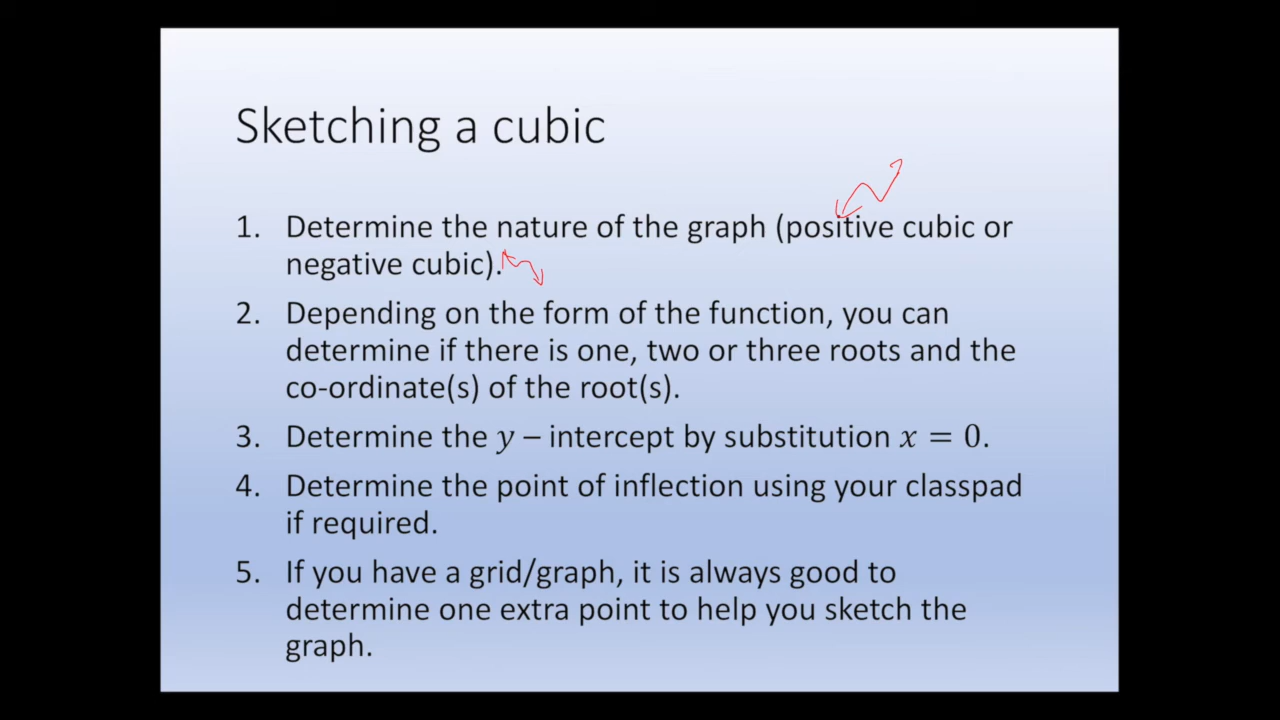 Sketching a cubic
1. Determine the nature of the graph (positive cubic or
negative cubic).
2. Depending on the form of the function, you can
determine if there is one, two or three roots and the
co-ordinate(s) of the root(s).
3. Determine the y – intercept by substitution x = 0.
4. Determine the point of inflection using your classpad
if required.
5. If you have a grid/graph, it is always good to
determine one extra point to help you sketch the
graph.